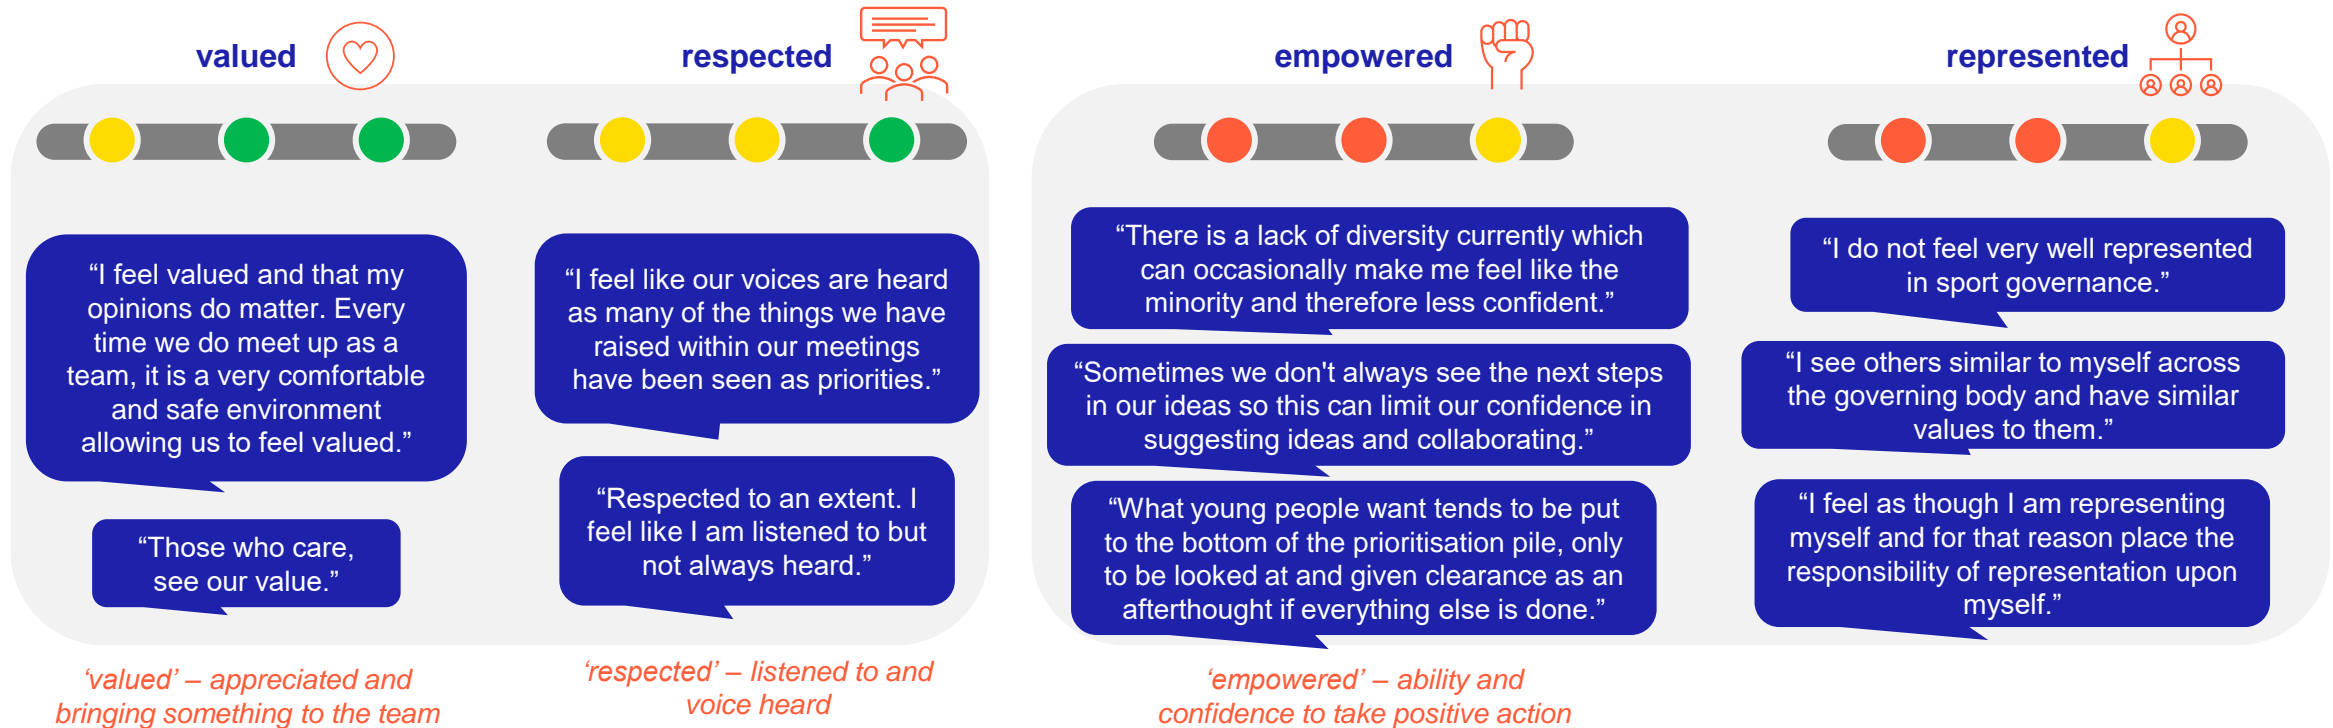 valued
respected
empowered
represented
“I feel valued and that my
opinions do matter. Every
time we do meet up as a
team, it is a very comfortable
and safe environment
allowing us to feel valued.”
“Those who care,
see our value.”
“I feel like our voices are heard
as many of the things we have
raised within our meetings
have been seen as priorities.”
“Respected to an extent. I
feel like I am listened to but
not always heard.”
“There is a lack of diversity currently which
can occasionally make me feel like the
minority and therefore less confident.”
“Sometimes we don't always see the next steps
in our ideas so this can limit our confidence in
suggesting ideas and collaborating.”
“What young people want tends to be put
to the bottom of the prioritisation pile, only
to be looked at and given clearance as an
afterthought if everything else is done.”
“I do not feel very well represented
in sport governance.”
“I see others similar to myself across
the governing body and have similar
values to them.”
“I feel as though I am representing
myself and for that reason place the
responsibility of representation upon
myself.”
‘valued’ – appreciated and
bringing something to the team
‘respected’ – listened to and
voice heard
‘empowered’ – ability and
confidence to take positive action